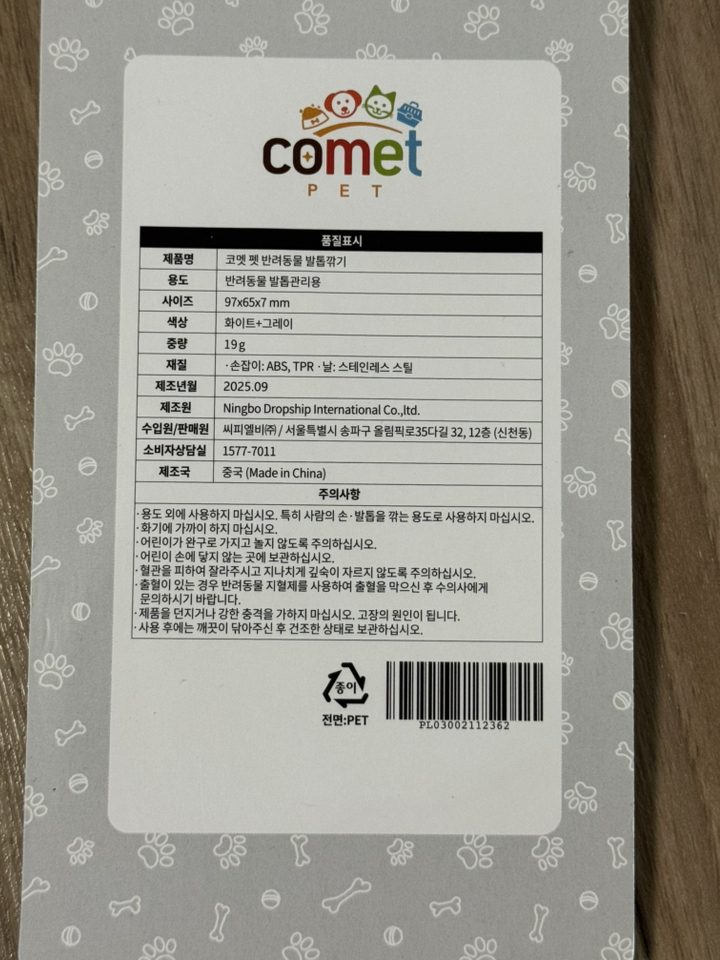 comet
PET
품질표시
제품명 코멧 펫 반려동물 발톱깎기
용도 반려동물 발톱관리용
사이즈 97x65x7 mm
색상 화이트+그레이
중량 19g
재질 ·손잡이: ABS, TPR ·날: 스테인레스 스틸
제조년월 2025.09
제조원 Ningbo Dropship International Co.,ltd.
수입원/판매원 씨피엘비㈜ / 서울특별시 송파구 올림픽로35다길 32, 12층 (신천동)
소비자상담실 1577-7011
제조국 중국 (Made in China)
주의사항
·용도 외에 사용하지 마십시오. 특히 사람의 손·발톱을 깎는 용도로 사용하지 마십시오.
·화기에 가까이 하지 마십시오.
·어린이가 완구로 가지고 놀지 않도록 주의하십시오.
·어린이 손에 닿지 않는 곳에 보관하십시오.
·혈관을 피하여 잘라주시고 지나치게 깊숙이 자르지 않도록 주의하십시오.
·출혈이 있는 경우 반려동물 지혈제를 사용하여 출혈을 막으신 후 수의사에게
문의하시기 바랍니다.
·제품을 던지거나 강한 충격을 가하지 마십시오. 고장의 원인이 됩니다.
·사용 후에는 깨끗이 닦아주신 후 건조한 상태로 보관하십시오.
종이
전면:PET
PL03002112362